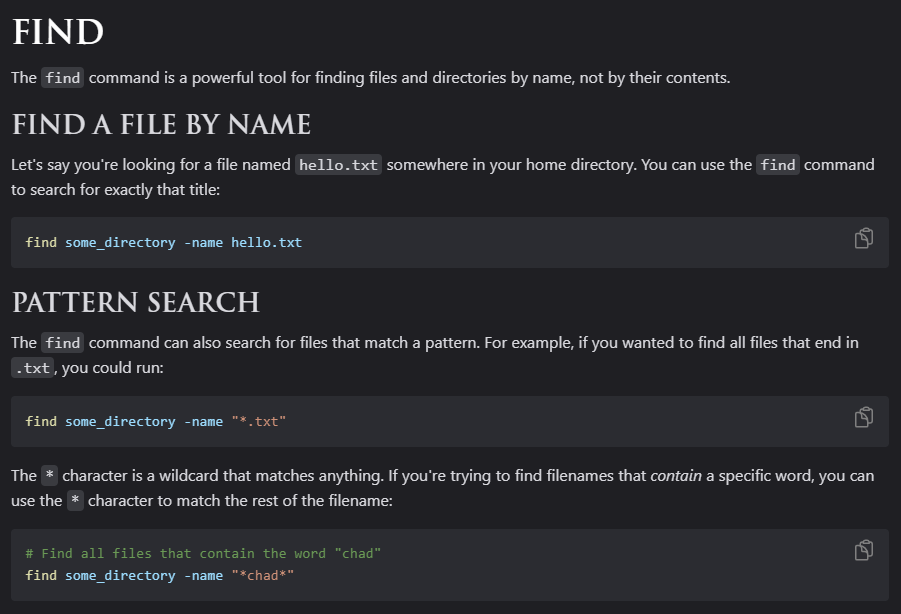 FIND
The find command is a powerful tool for finding files and directories by name, not by their contents.
FIND A FILE BY NAME
Let's say you're looking for a file named hello.txt somewhere in your home directory. You can use the find command
to search for exactly that title:
find some_directory -name hello.txt
PATTERN SEARCH
The find command can also search for files that match a pattern. For example, if you wanted to find all files that end in
.txt, you could run:
find some_directory -name "*.txt"
The * character is a wildcard that matches anything. If you're trying to find filenames that contain a specific word, you can
use the * character to match the rest of the filename:
# Find all files that contain the word "chad"
find some_directory -name "*chad*"